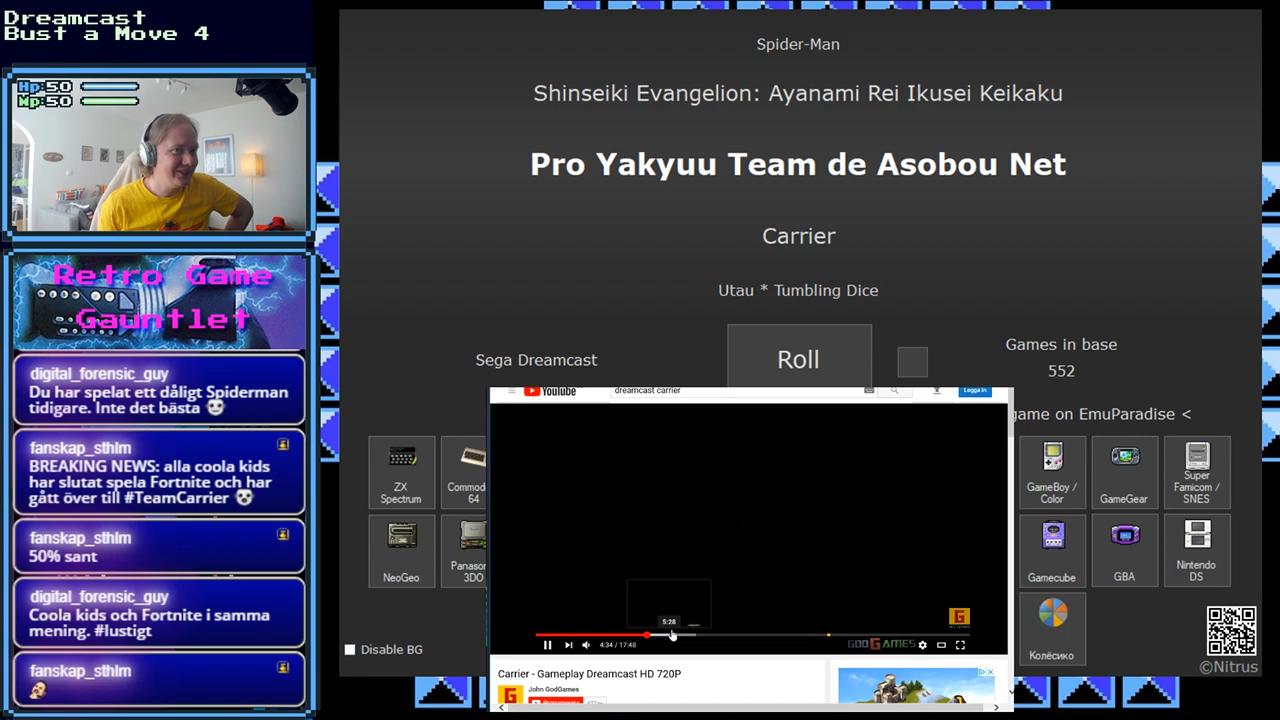 Dreamcast
Bust a Move 4
Hp:50
Mp:50
Retro Game
Gauntlet
digital_forensic_guy
Du har spelat ett dåligt Spiderman
tidigare. Inte det bästa
fanskap_sthlm
BREAKING NEWS: alla coola kids
har slutat spela Fortnite och har
gått över till #TeamCarrier
fanskap_sthlm
50% sant
digital_forensic_guy
Coola kids och Fortnite i samma
mening. #lustigt
fanskap_sthlm
Spider-Man
Shinseiki Evangelion: Ayanami Rei Ikusei Keikaku
Pro Yakyuu Team de Asobou Net
Carrier
Utau * Tumbling Dice
Sega Dreamcast
Roll
Games in base
552
game on EmuParadise <
ZX
Spectrum
Commod
64
NeoGeo
Panaso
3DO
GameBoy /
Color
GameGear
Super
Famicom /
SNES
Gamecube
GBA
Nintendo
DS
Колёсико
Disable BG
©Nitrus
YouTube
dreamcast carrier
Logga in
5:28
4:34 / 17:48
GODGAMES
Carrier - Gameplay Dreamcast HD 720P
John GodGames